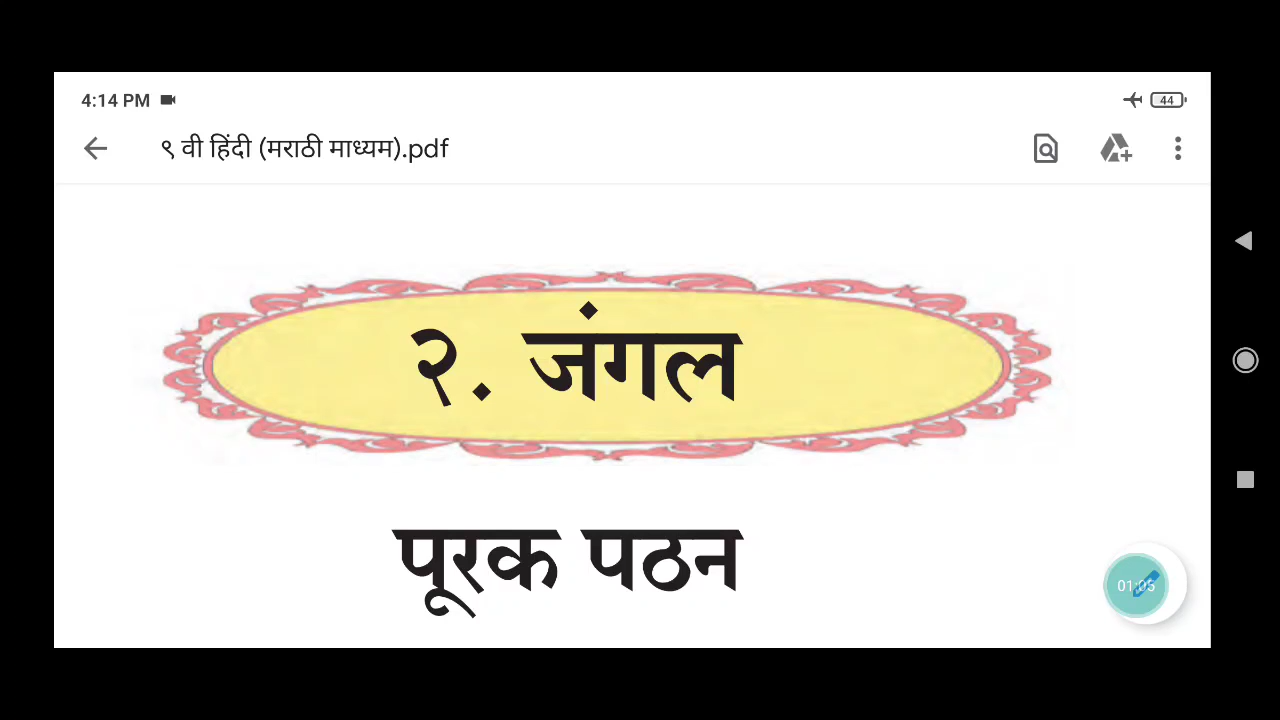 4:14 PM
44
९ वी हिंदी (मराठी माध्यम).pdf
२. जंगल
पूरक पठन
01:05